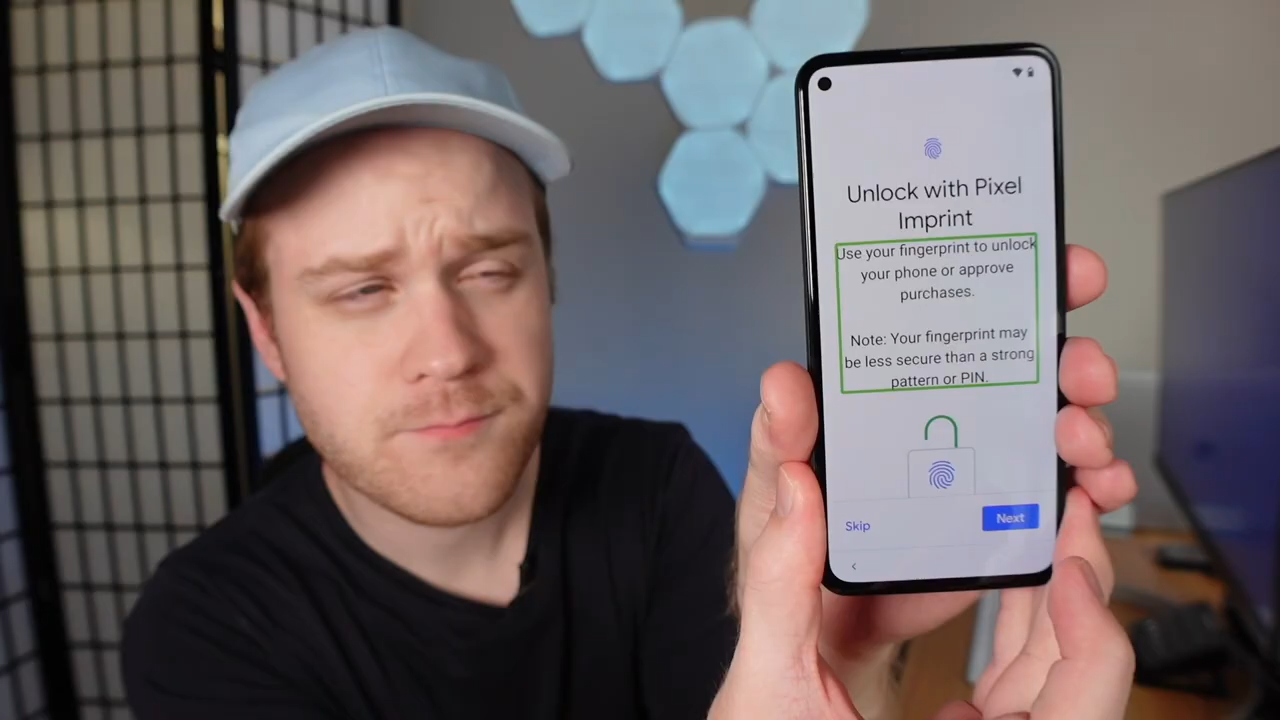 Unlock with Pixel
Imprint
Use your fingerprint to unlock
your phone or approve
purchases.
Note: Your fingerprint may
be less secure than a strong
pattern or PIN.
Skip
Next